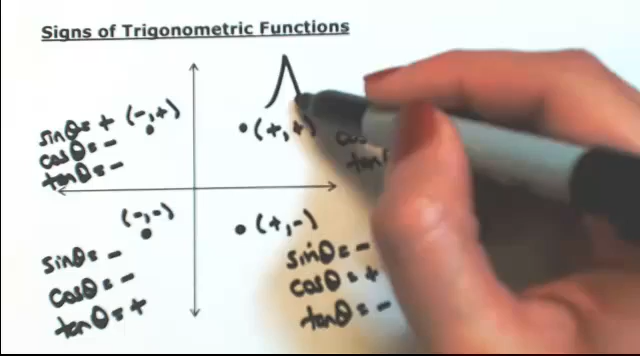 Signs of Trigonometric Functions
sinθ= + (-,+)
cosθ= -
tanθ= -
(+,+)
(-,-)
sinθ= -
cosθ= -
tanθ= +
(+,-)
sinθ= -
cosθ= +
tanθ= -